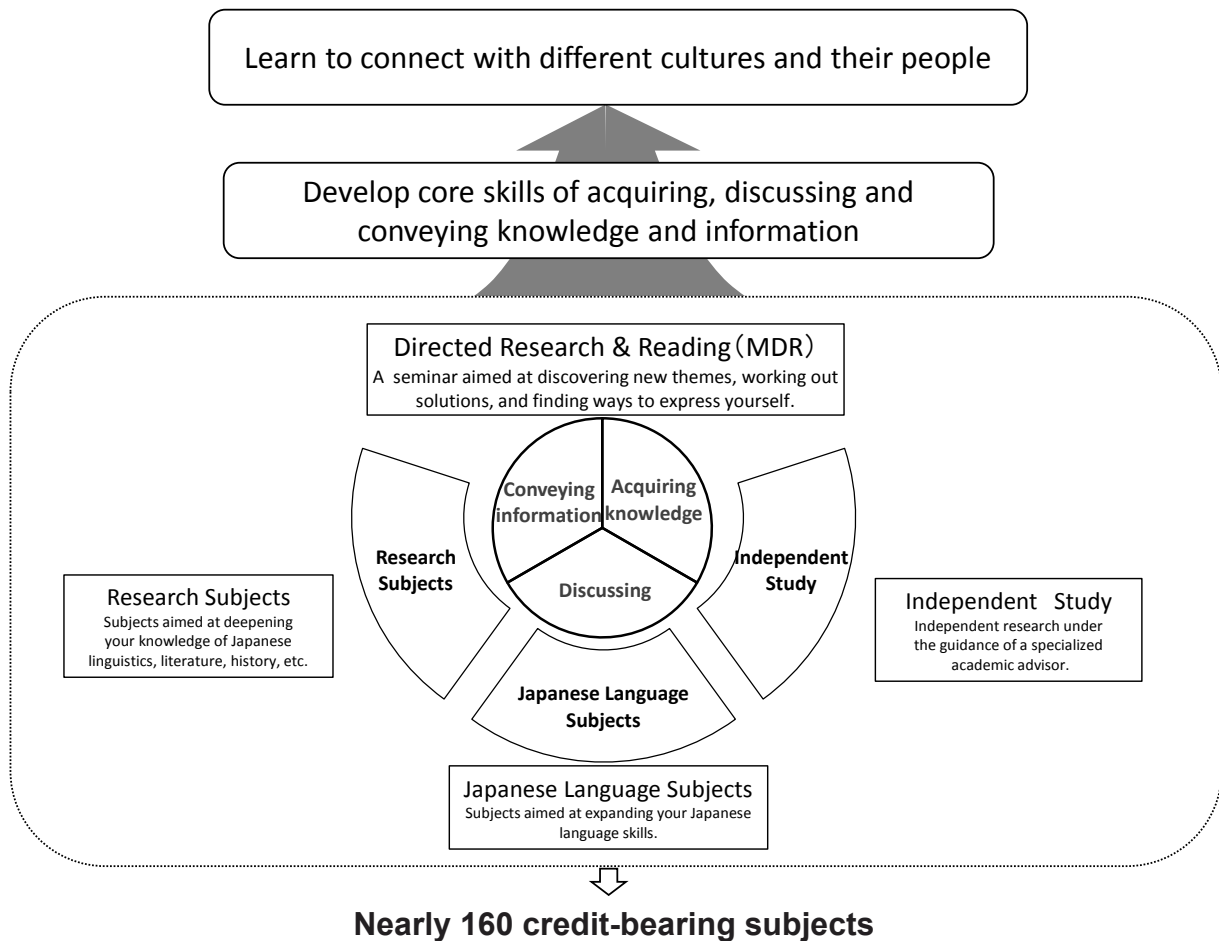 Learn to connect with different cultures and their people
Develop core skills of acquiring, discussing and
conveying knowledge and information
Directed Research & Reading（MDR）
A seminar aimed at discovering new themes, working out
solutions, and finding ways to express yourself.
Conveying
information
Acquiring
knowledge
Discussing
Research
Subjects
Independent
Study
Japanese Language
Subjects
Research Subjects
Subjects aimed at deepening
your knowledge of Japanese
linguistics, literature, history, etc.
Independent Study
Independent research under
the guidance of a specialized
academic advisor.
Japanese Language Subjects
Subjects aimed at expanding your Japanese
language skills.
Nearly 160 credit-bearing subjects